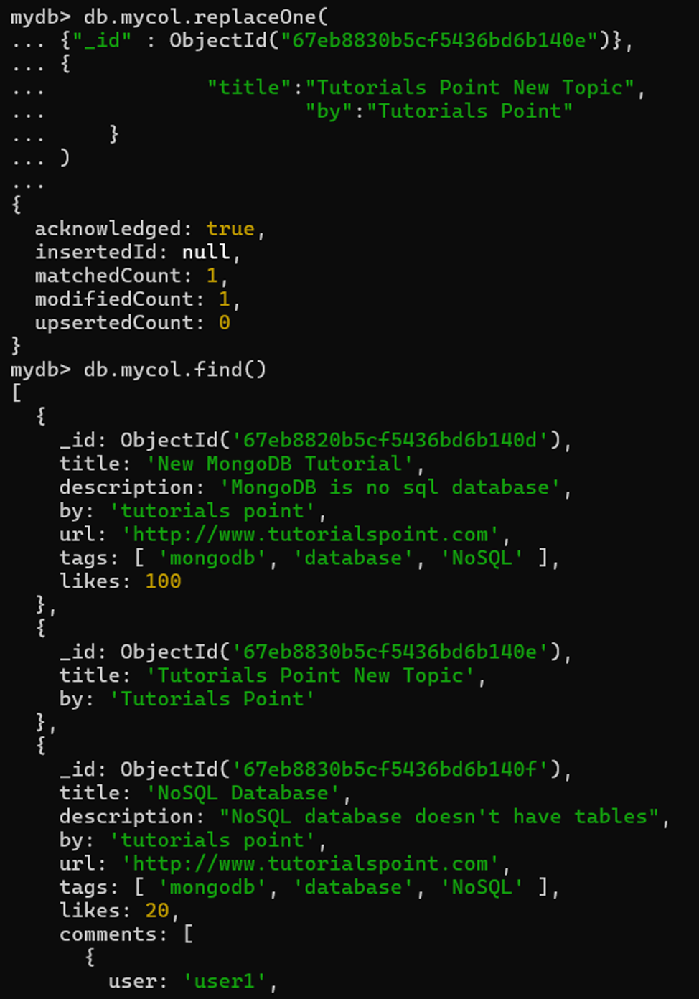 mydb> db.mycol.replaceOne(
... {"_id" : ObjectId("67eb8830b5cf5436bd6b140e")},
... {
...             "title":"Tutorials Point New Topic",
...                     "by":"Tutorials Point"
...     }
... )
...
{
  acknowledged: true,
  insertedId: null,
  matchedCount: 1,
  modifiedCount: 1,
  upsertedCount: 0
}
mydb> db.mycol.find()
[
  {
    _id: ObjectId('67eb8820b5cf5436bd6b140d'),
    title: 'New MongoDB Tutorial',
    description: 'MongoDB is no sql database',
    by: 'tutorials point',
    url: 'http://www.tutorialspoint.com',
    tags: [ 'mongodb', 'database', 'NoSQL' ],
    likes: 100
  },
  {
    _id: ObjectId('67eb8830b5cf5436bd6b140e'),
    title: 'Tutorials Point New Topic',
    by: 'Tutorials Point'
  },
  {
    _id: ObjectId('67eb8830b5cf5436bd6b140f'),
    title: 'NoSQL Database',
    description: "NoSQL database doesn't have tables",
    by: 'tutorials point',
    url: 'http://www.tutorialspoint.com',
    tags: [ 'mongodb', 'database', 'NoSQL' ],
    likes: 20,
    comments: [
      {
        user: 'user1',